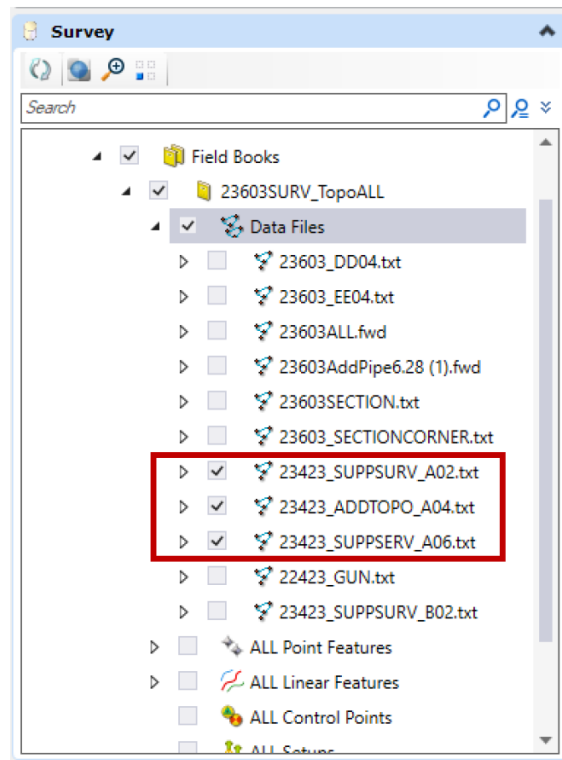 Survey
Search
Field Books
23603SURV_TopoALL
Data Files
23603_DD04.txt
23603_EE04.txt
23603ALL.fwd
23603AddPipe6.28 (1).fwd
23603SECTION.txt
23603_SECTIONCORNER.txt
23423_SUPPSURV_A02.txt
23423_ADDTOPO_A04.txt
23423_SUPPSERV_A06.txt
22423_GUN.txt
23423_SUPPSURV_B02.txt
ALL Point Features
ALL Linear Features
ALL Control Points
ALL Setups